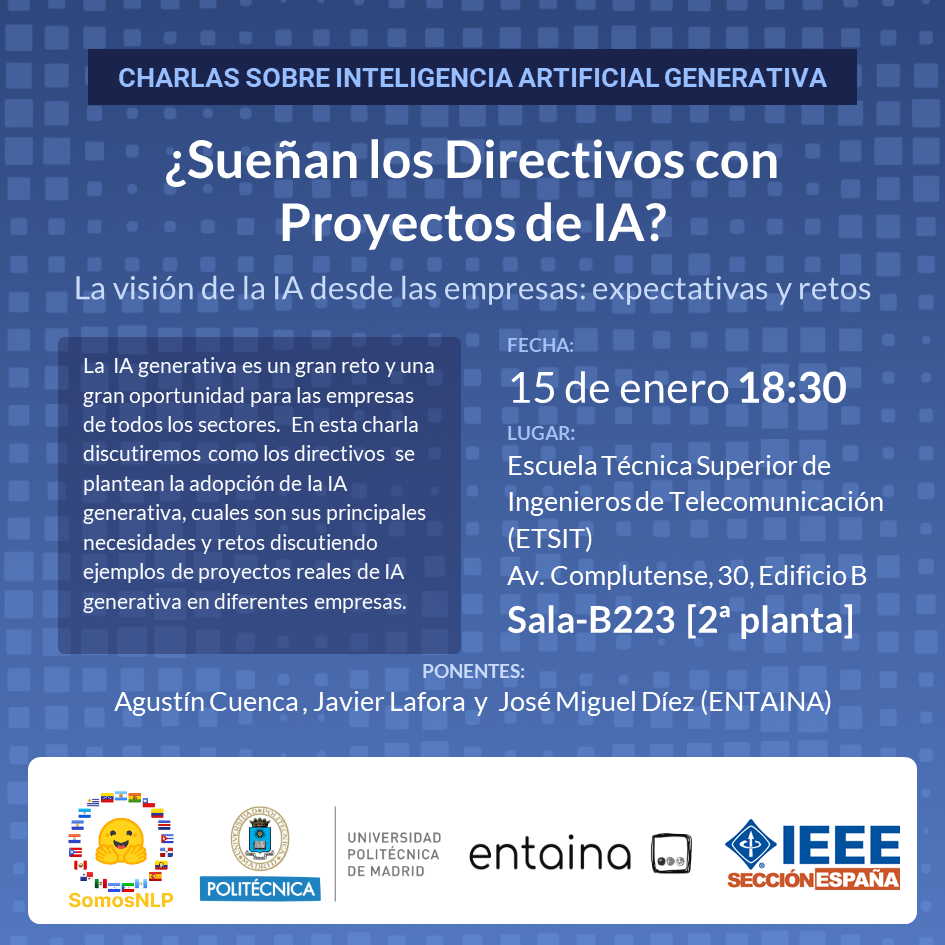 CHARLAS SOBRE INTELIGENCIA ARTIFICIAL GENERATIVA
¿Sueñan los Directivos con
Proyectos de IA?
La visión de la IA desde las empresas: expectativas y retos
La IA generativa es un gran reto y una
gran oportunidad para las empresas
de todos los sectores. En esta charla
discutiremos como los directivos se
plantean la adopción de la IA
generativa, cuales son sus principales
necesidades y retos discutiendo
ejemplos de proyectos reales de IA
generativa en diferentes empresas.
FECHA:
15 de enero 18:30
LUGAR:
Escuela Técnica Superior de
Ingenieros de Telecomunicación
(ETSIT)
Av. Complutense, 30, Edificio B
Sala-B223 [2ª planta]
PONENTES:
Agustín Cuenca , Javier Lafora y José Miguel Díez (ENTAINA)
SomosNLP
UNIVERSIDAD POLITÉCNICA
MADRID
POLITÉCNICA
UNIVERSIDAD
POLITÉCNICA
DE MADRID
entaina
IEEE
SECCIÓN ESPAÑA